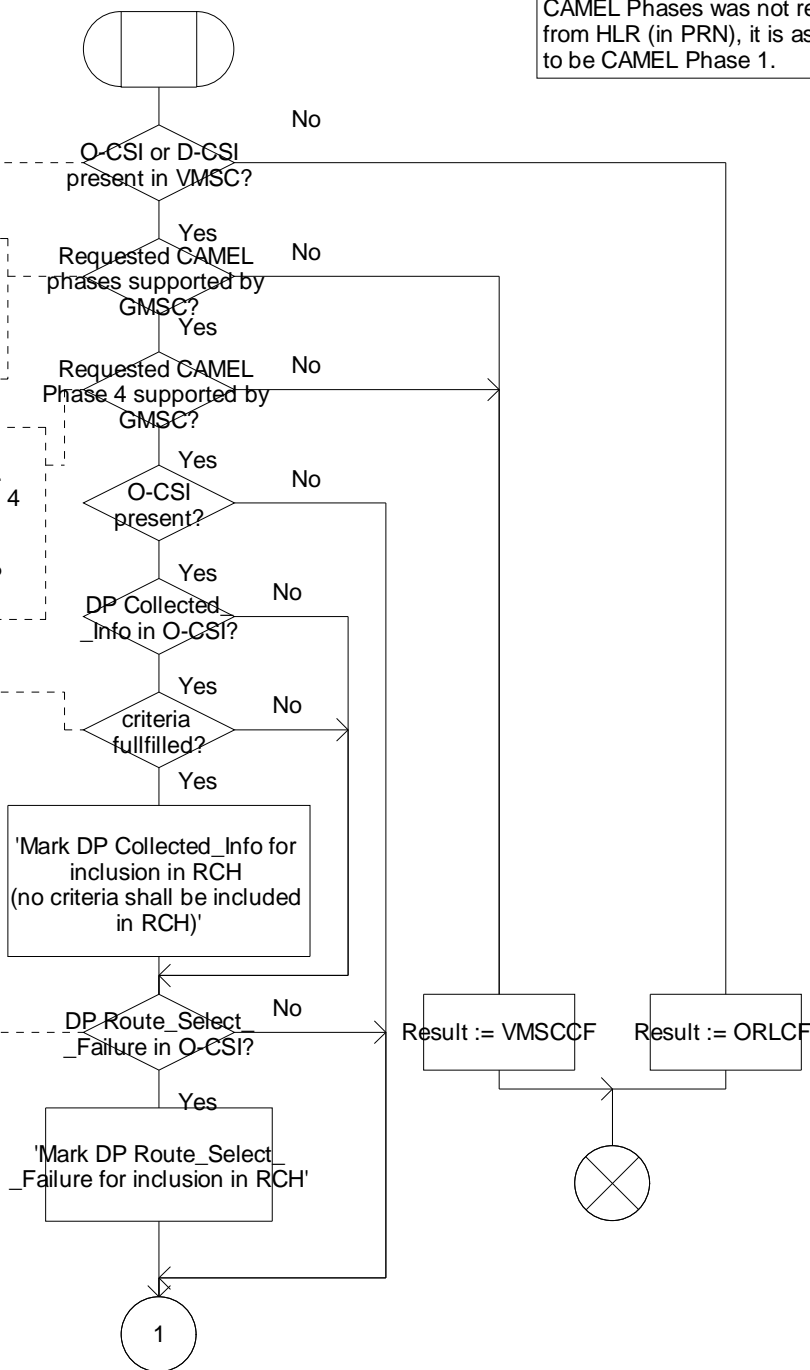 CAMEL Phases was not
from HLR (in PRN), it is
to be CAMEL Phase 1.
No
O-CSI or D-CSI
present in VMSC?
Yes
No
Requested CAMEL
phases supported by
GMSC?
Yes
No
Requested CAMEL
Phase 4 supported by
GMSC?
Yes
No
4
O-CSI
present?
Yes
No
DP Collected_
_Info in O-CSI?
Yes
No
criteria
fullfilled?
Yes
'Mark DP Collected_Info for
inclusion in RCH
(no criteria shall be included
in RCH)'
No
DP Route_Select_
_Failure in O-CSI?
Result := VMSCCF
Result := ORLCF
Yes
'Mark DP Route_Select_
_Failure for inclusion in RCH'
1